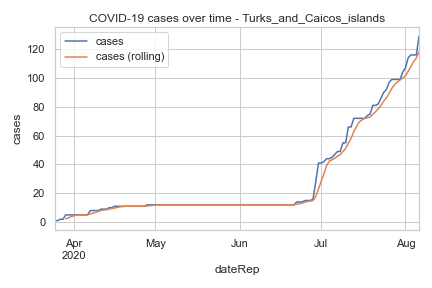 COVID-19 cases over time - Turks_and_Caicos_islands
cases
cases (rolling)
120
100
80
60
40
20
0
cases
Apr
2020
May
Jun
Jul
Aug
dateRep